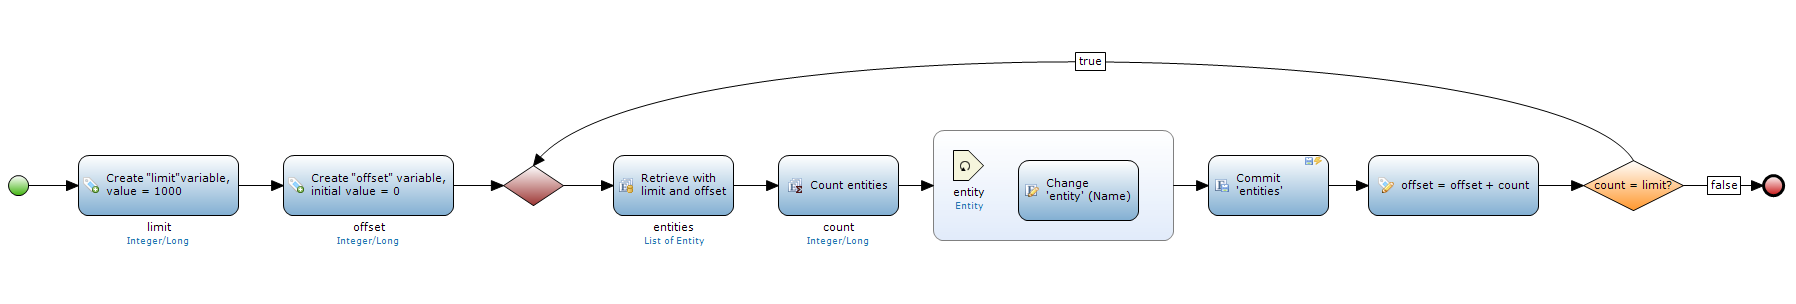 true
Create "limit"variable,
value = 1000
limit
Integer/Long
Create "offset" variable,
initial value = 0
offset
Integer/Long
Retrieve with
limit and offset
entities
List of Entity
Count entities
count
Integer/Long
entity
Entity
Change
'entity' (Name)
Commit
'entities'
offset = offset + count
count = limit?
false